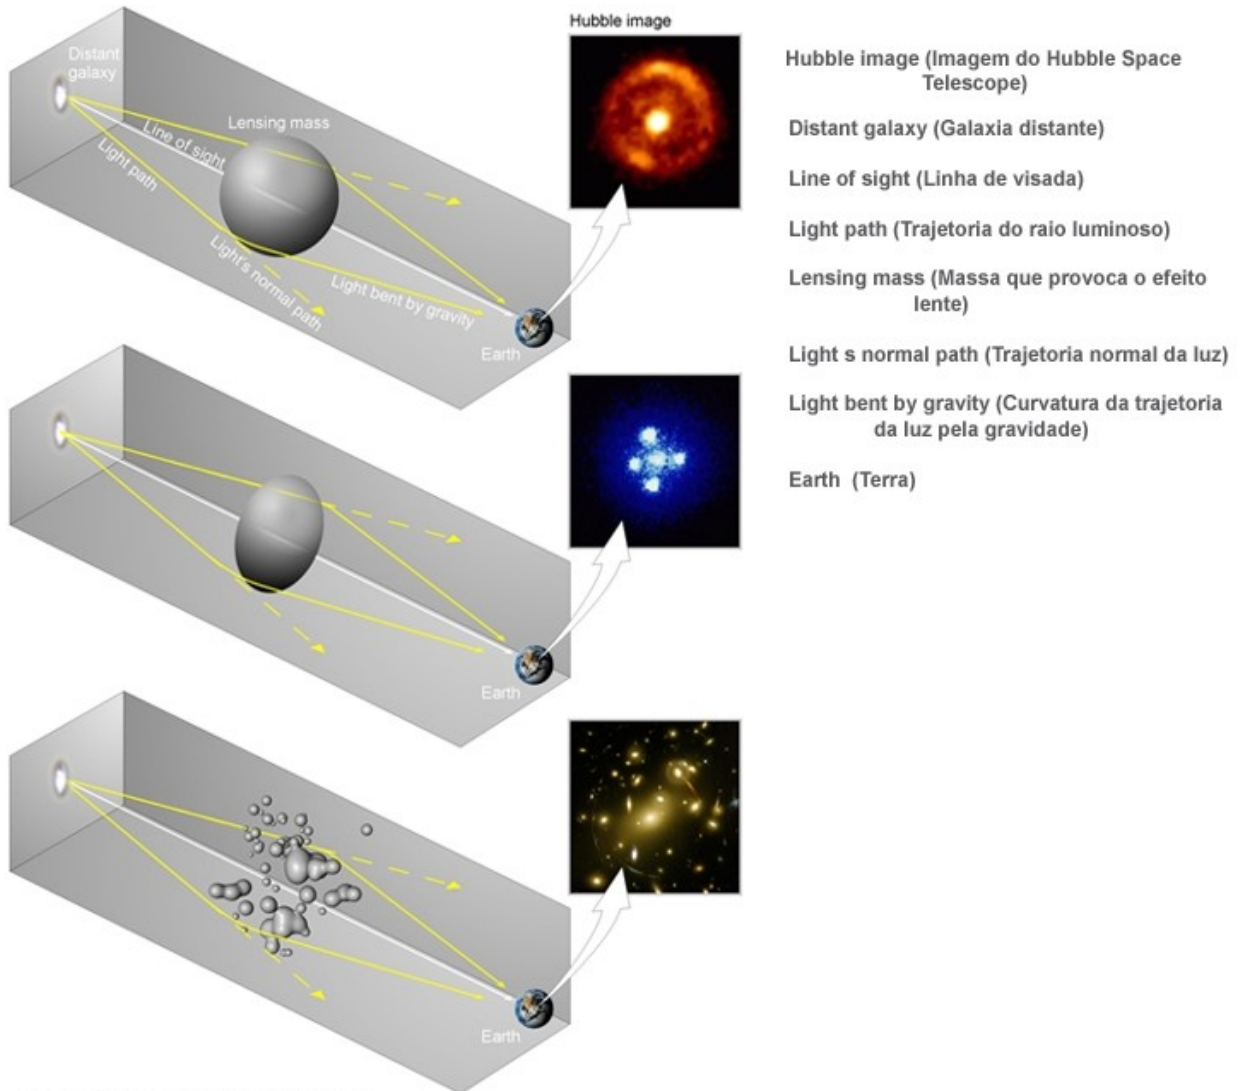 Hubble image
Distant
galaxy
Lensing mass
Line of sight
Light path
Light's normal path
Light bent by gravity
Earth
Earth
Earth
Hubble image (Imagem do Hubble Space
Telescope)
Distant galaxy (Galaxia distante)
Line of sight (Linha de visada)
Light path (Trajetoria do raio luminoso)
Lensing mass (Massa que provoca o efeito
lente)
Light s normal path (Trajetoria normal da luz)
Light bent by gravity (Curvatura da trajetoria
da luz pela gravidade)
Earth (Terra)